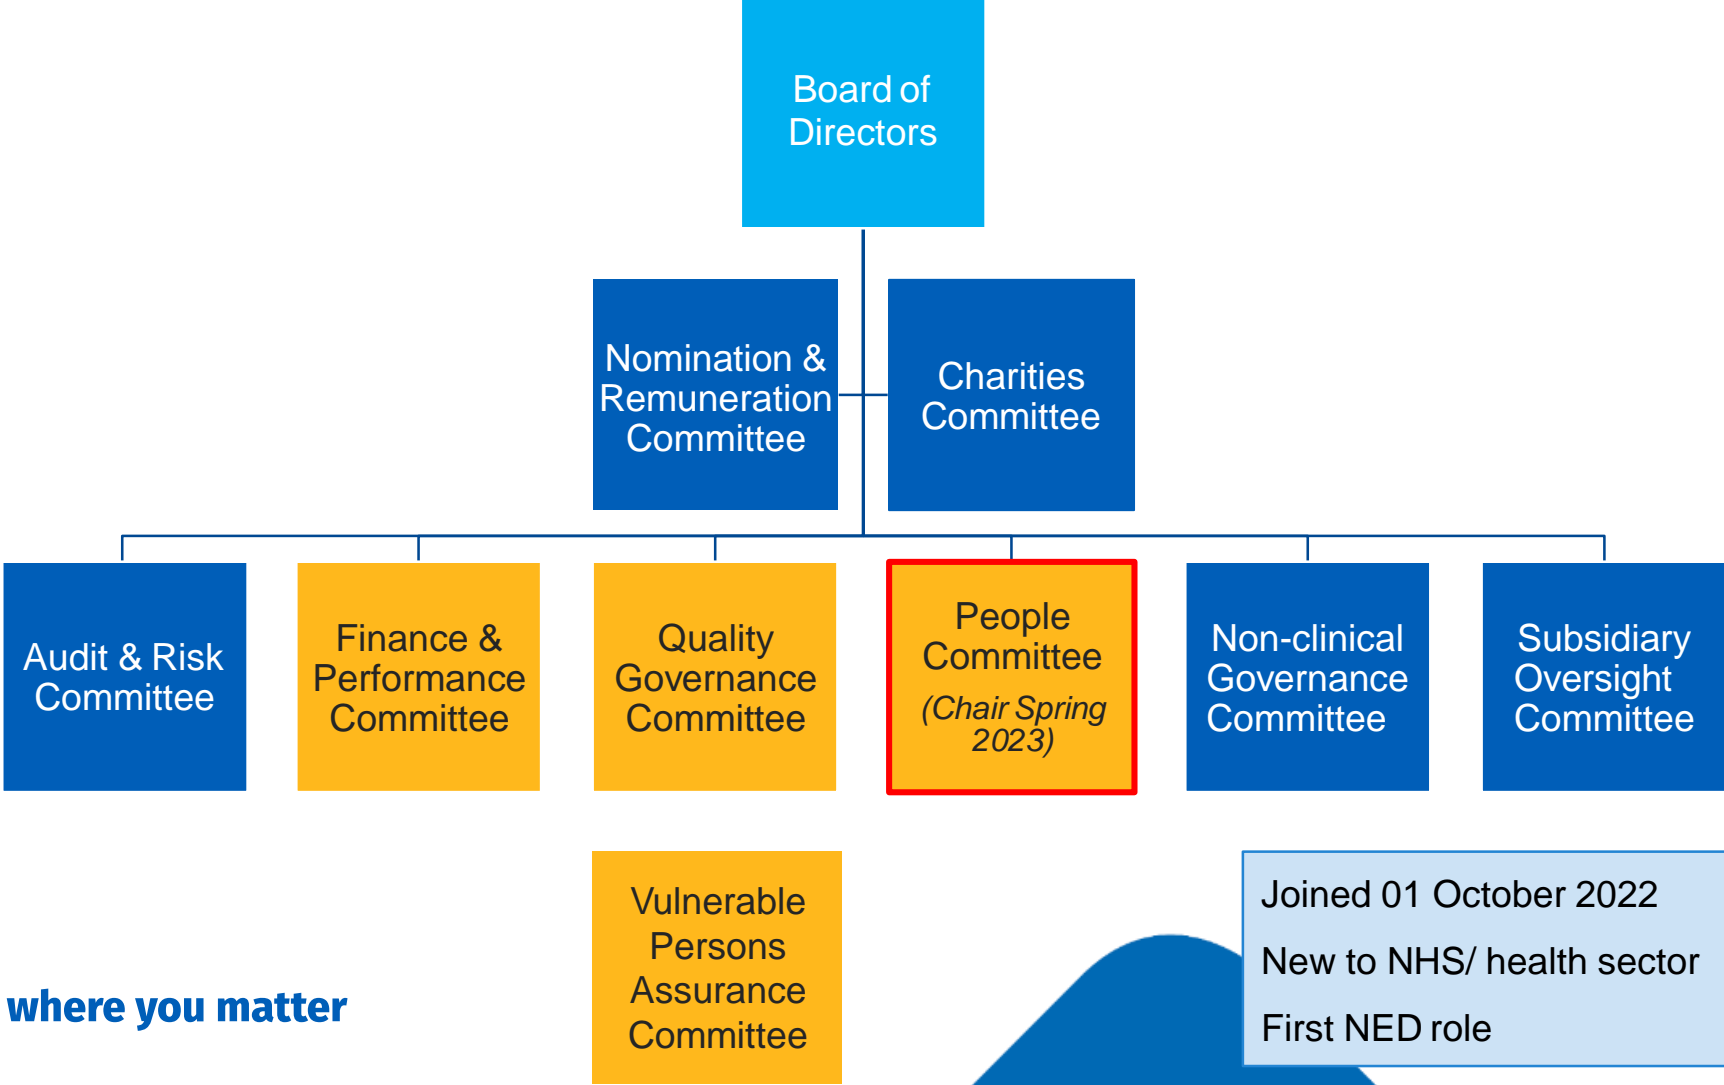 Board of
Directors
Nomination &
Remuneration
Committee
Charities
Committee
Audit & Risk
Committee
Finance &
Performance
Committee
Quality
Governance
Committee
People
Committee
(Chair Spring
2023)
Non-clinical
Governance
Committee
Subsidiary
Oversight
Committee
Vulnerable
Persons
Assurance
Committee
Joined 01 October 2022
New to NHS/ health sector
First NED role
where you matter